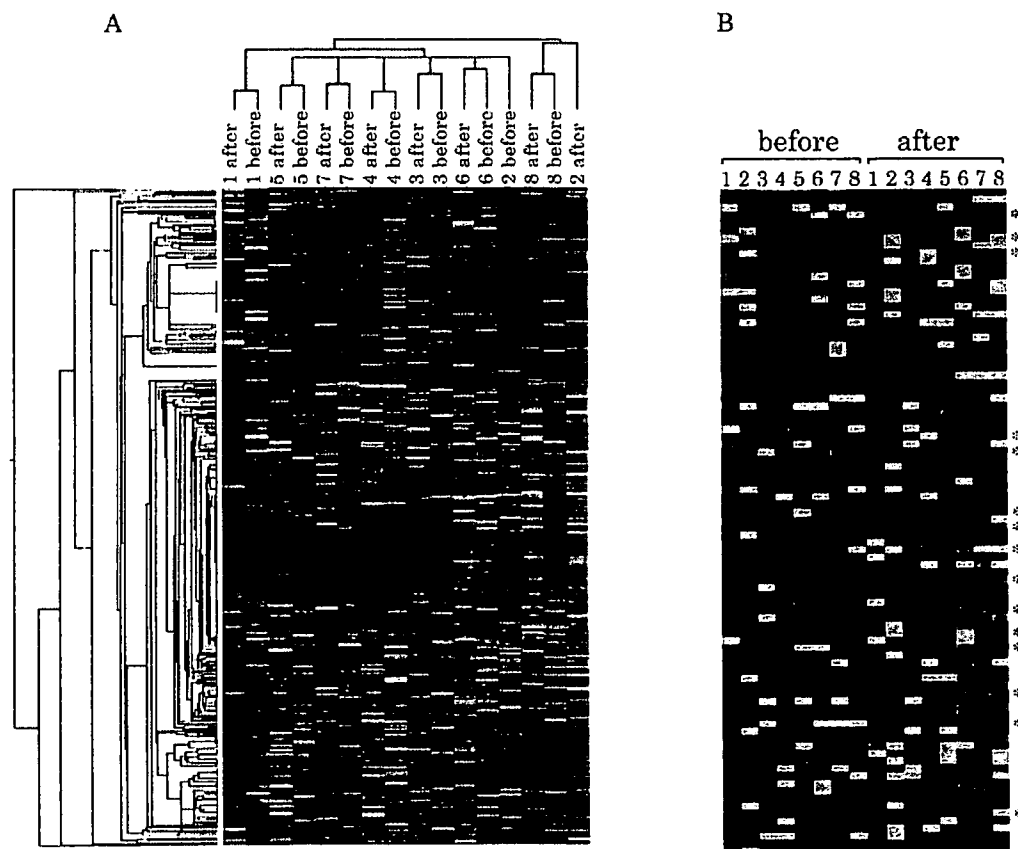 A
B
1 after
1 before
5 after
5 before
7 after
7 before
4 after
4 before
3 after
3 before
6 after
6 before
2 before
8 after
8 before
2 after
before after
1 2 3 4 5 6 7 8 1 2 3 4 5 6 7 8